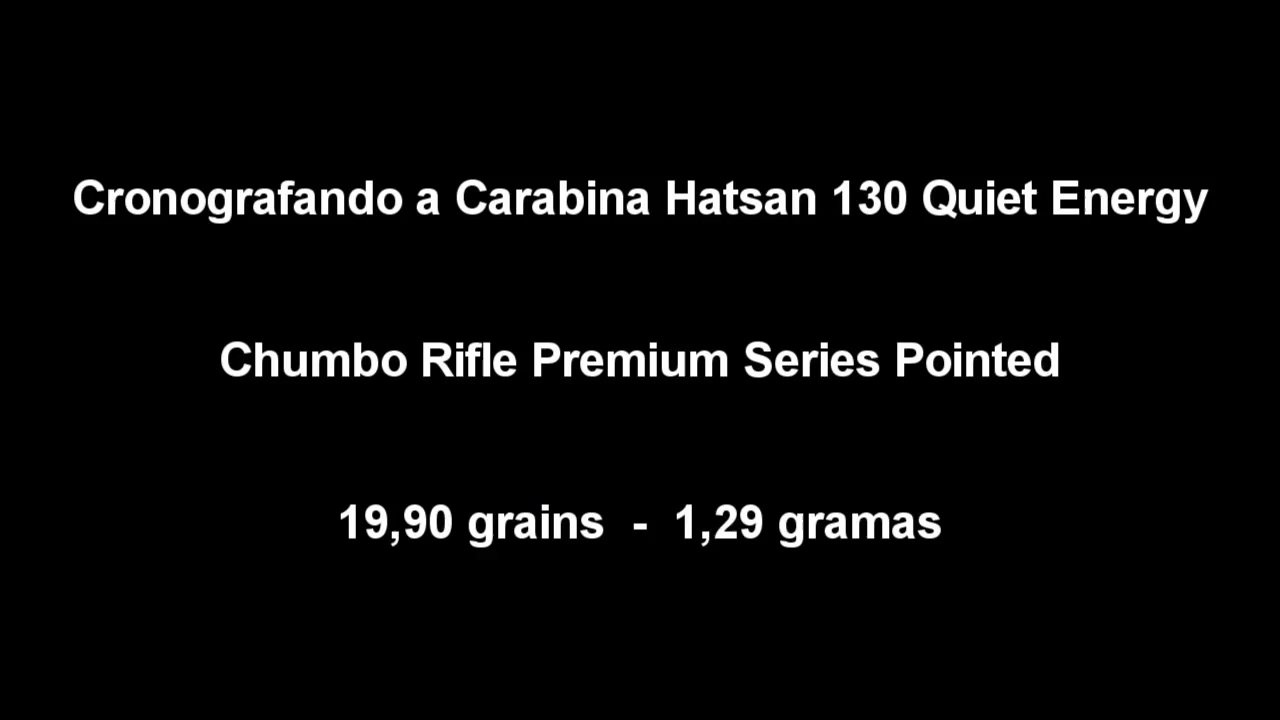 Cronografando a Carabina Hatsan 130 Quiet Energy
Chumbo Rifle Premium Series Pointed
19,90 grains - 1,29 gramas